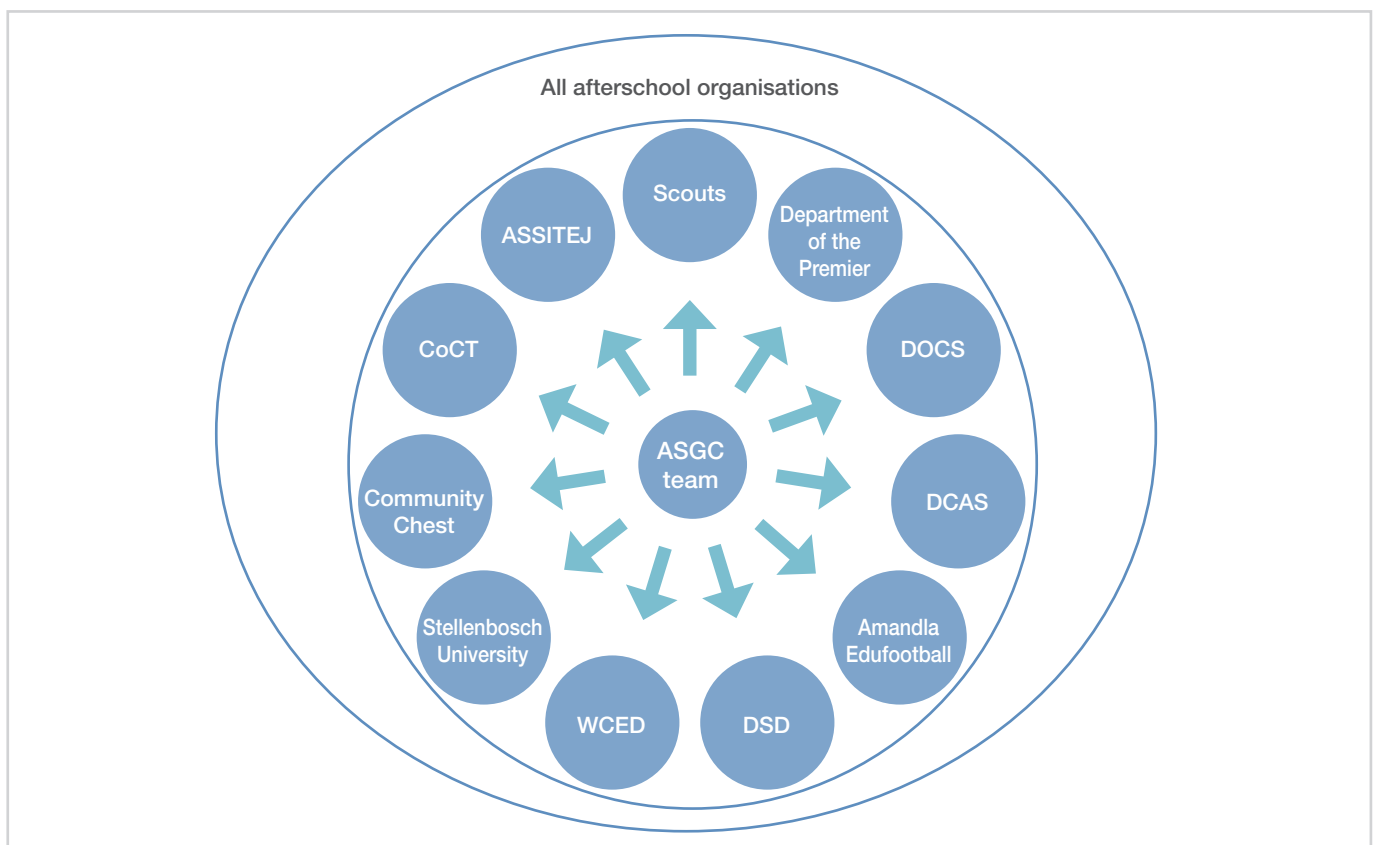 All afterschool organisations
Scouts
Department
of the
Premier
DOCS
DCAS
Amandla
Edufootball
DSD
WCED
Stellenbosch
University
Community
Chest
CoCT
ASSITEJ
ASGC
team